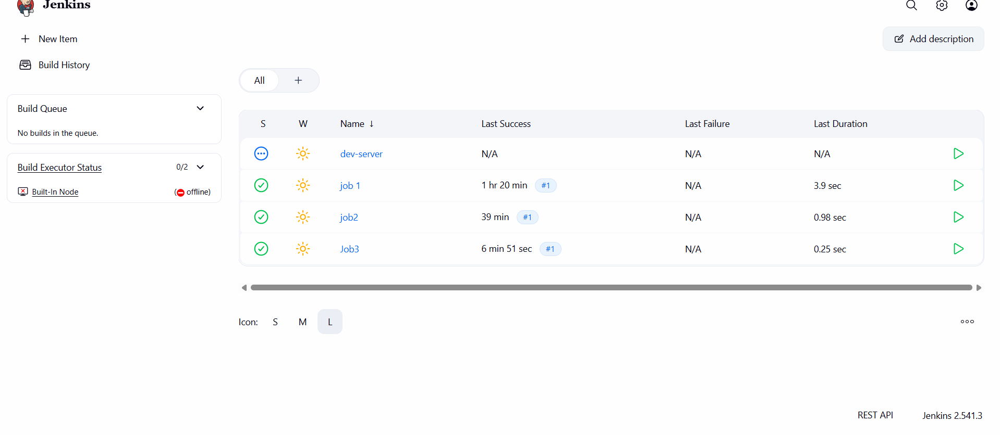 Jenkins
New Item
Add description
Build History
All
Build Queue
No builds in the queue.
Build Executor Status 0/2
Built-In Node (offline)
S W Name ↓ Last Success Last Failure Last Duration
dev-server N/A N/A N/A
job 1 1 hr 20 min #1 N/A 3.9 sec
job2 39 min #1 N/A 0.98 sec
Job3 6 min 51 sec #1 N/A 0.25 sec
Icon: S M L
REST API Jenkins 2.541.3